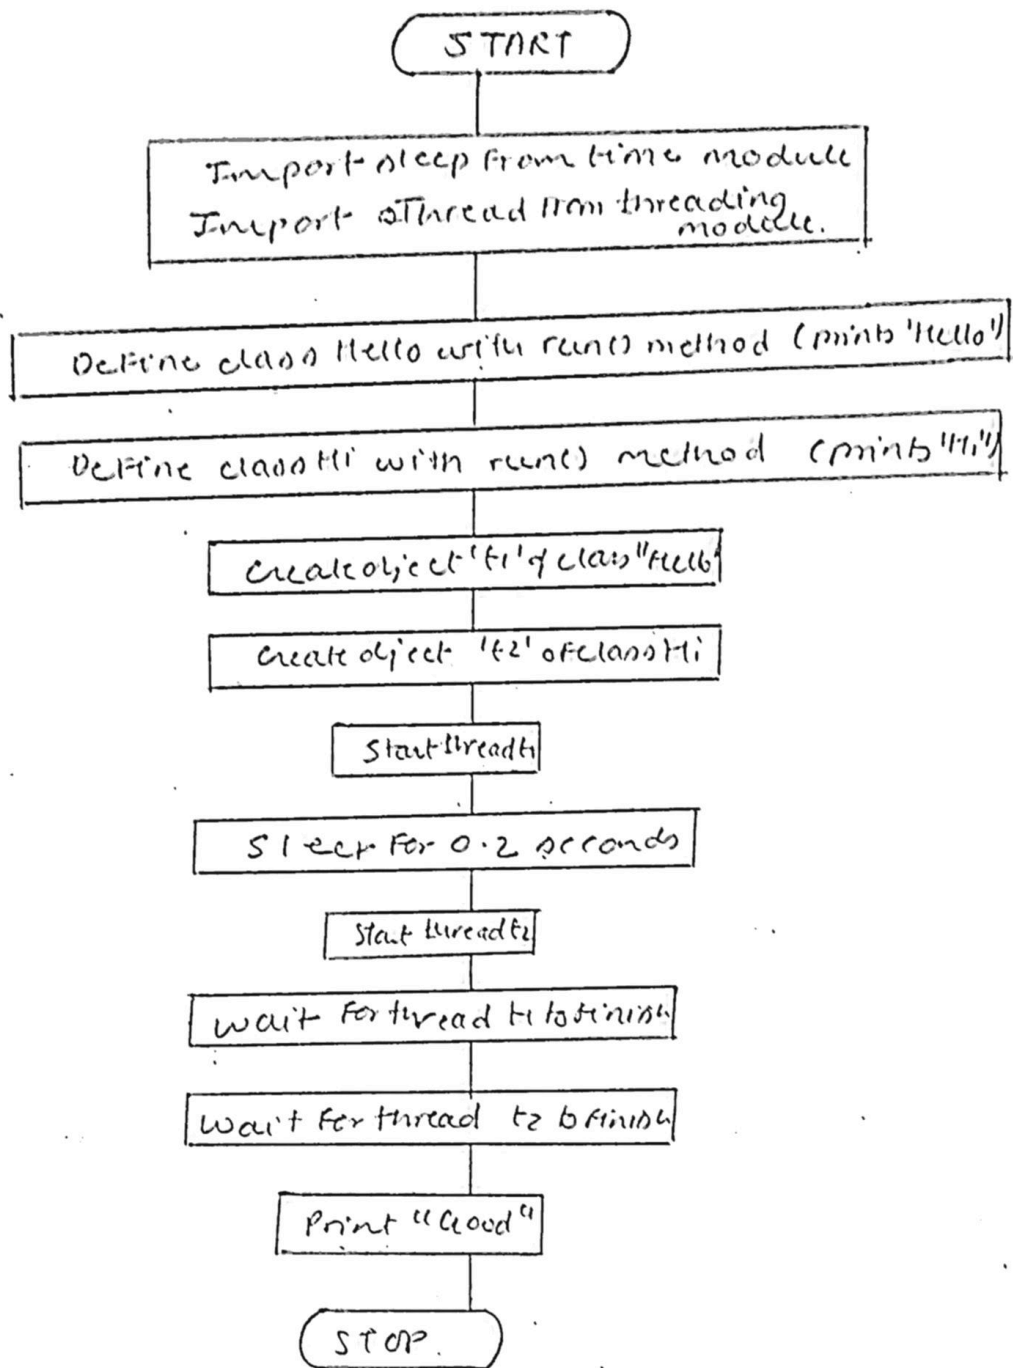 START
Import sleep from time module
Import Thread from threading
module.
Define class Hello with run() method (prints 'Hello')
Define class Hi with run() method (prints "Hi")
create object 't1' of class "Hello"
create object 't2' of class Hi
Start thread t1
Sleep for 0.2 seconds
Start thread t2
wait for thread t1 to finish
wait for thread t2 to finish
Print "Good"
STOP.